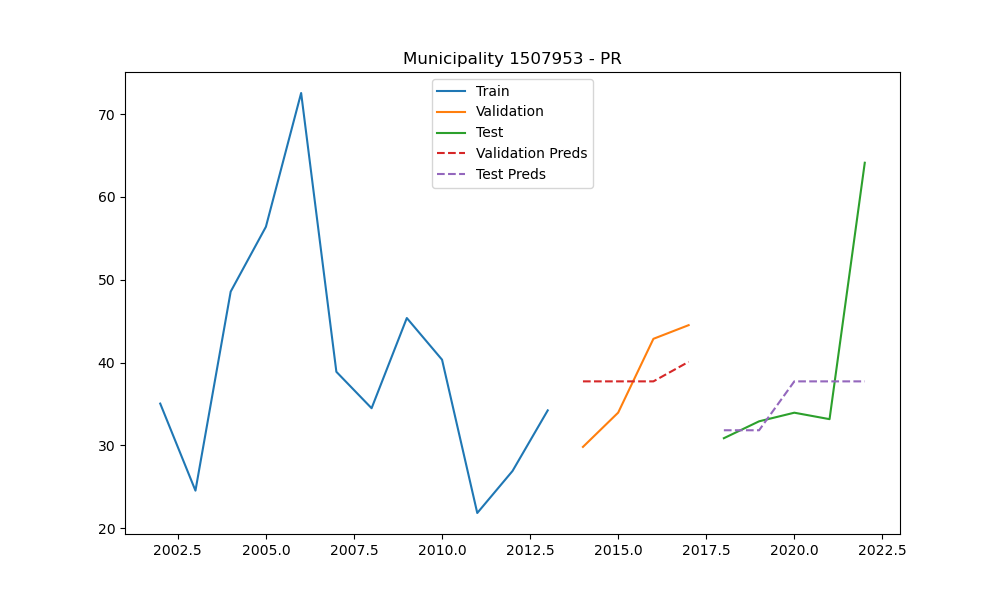 Municipality 1507953 - PR
Train
Validation
Test
Validation Preds
Test Preds
70
60
50
40
30
20
2002.5 2005.0 2007.5 2010.0 2012.5 2015.0 2017.5 2020.0 2022.5